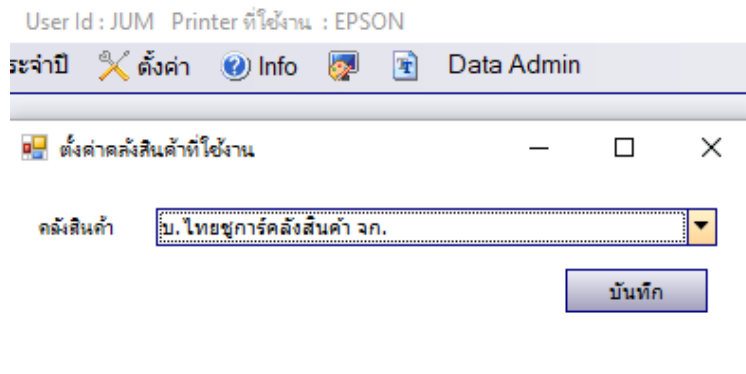 User Id : JUM Printer ที่ใช้งาน : EPSON
ระจำปี ตั้งค่า Info Data Admin
ตั้งค่าคลังสินค้าที่ใช้งาน
คลังสินค้า บ.ไทยชูการ์คลังสินค้า จก.
บันทึก